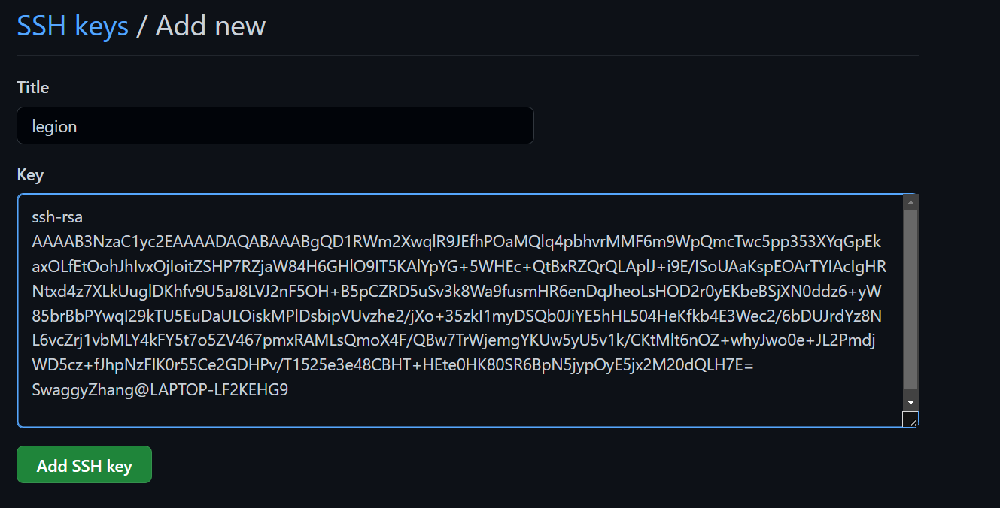 SSH keys / Add new
Title
legion
Key
ssh-rsa
AAAAB3NzaC1yc2EAAAADAQABAAABgQD1RWm2XwqlR9JEfhPOaMQlq4pbhvrMMF6m9WpQmcTwc5pp353XYqGpEk
axOLfEtOohJhIvxOjIoitZSHP7RZjaW84H6GHlO9IT5KAlYpYG+5WHEc+QtBxRZQrQLAplJ+i9E/ISoUAaKspEOArTYIAcIgHR
Ntxd4z7XLkUuglDKhfv9U5aJ8LVJ2nF5OH+B5pCZRD5uSv3k8Wa9fusmHR6enDqJheoLsHOD2r0yEKbeBSjXN0ddz6+yW
85brBbPYwqI29kTU5EuDaULOiskMPlDsbipVUvzhe2/jXo+35zkI1myDSQb0JiYE5hHL504HeKfkb4E3Wec2/6bDUJrdYz8N
L6vcZrj1vbMLY4kFY5t7o5ZV467pmxRAMLsQmoX4F/QBw7TrWjemgYKUw5yU5v1k/CKtMlt6nOZ+whyJwo0e+JL2Pmdj
WD5cz+fJhpNzFlK0r55Ce2GDHPv/T1525e3e48CBHT+HEte0HK80SR6BpN5jypOyE5jx2M20dQLH7E=
SwaggyZhang@LAPTOP-LF2KEHG9
Add SSH key